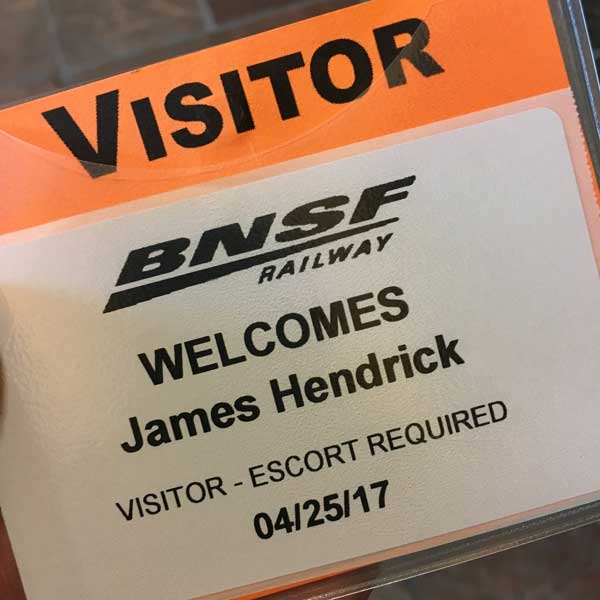 VISITOR
BNSF
RAILWAY
WELCOMES
James Hendrick
VISITOR - ESCORT REQUIRED
04/25/17